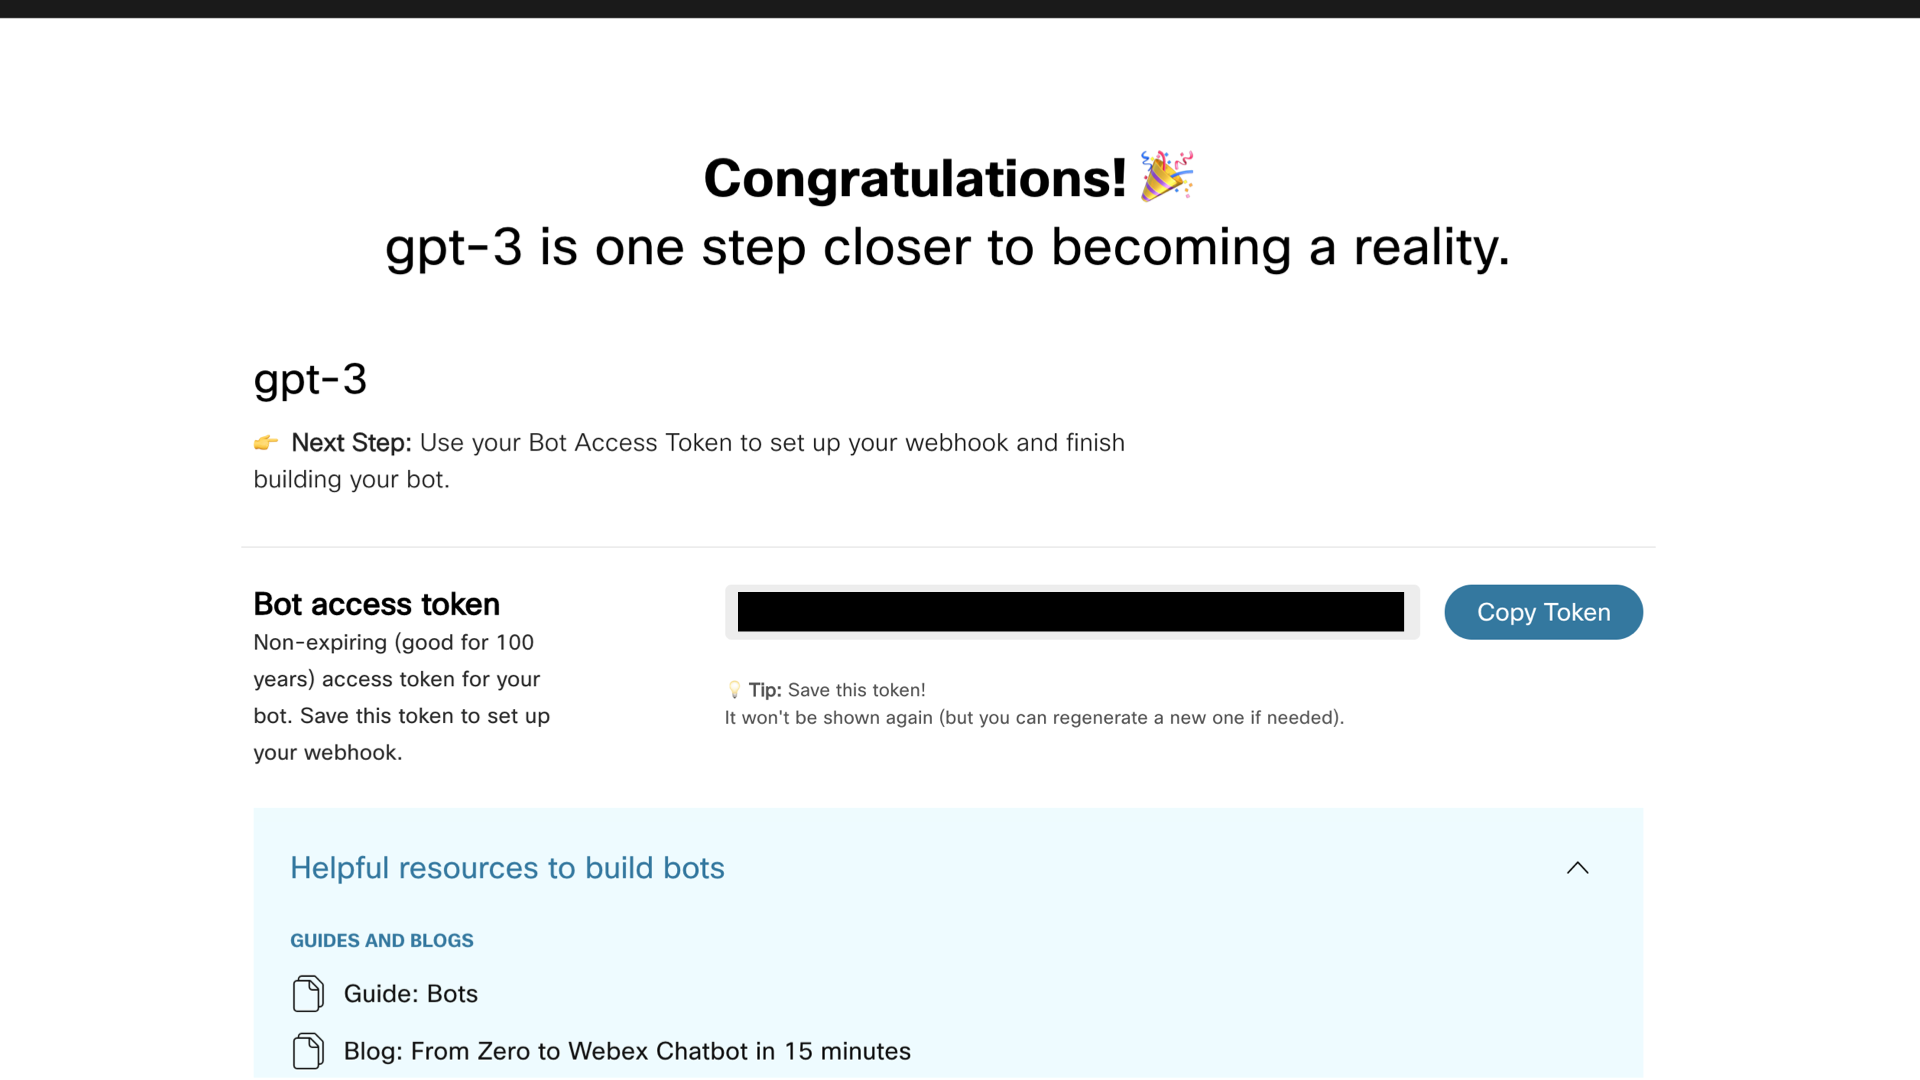 Congratulations! 🎉
gpt-3 is one step closer to becoming a reality.
gpt-3
👉 Next Step: Use your Bot Access Token to set up your webhook and finish
building your bot.
Bot access token
Non-expiring (good for 100
years) access token for your
bot. Save this token to set up
your webhook.
Copy Token
💡 Tip: Save this token!
It won't be shown again (but you can regenerate a new one if needed).
Helpful resources to build bots
GUIDES AND BLOGS
Guide: Bots
Blog: From Zero to Webex Chatbot in 15 minutes